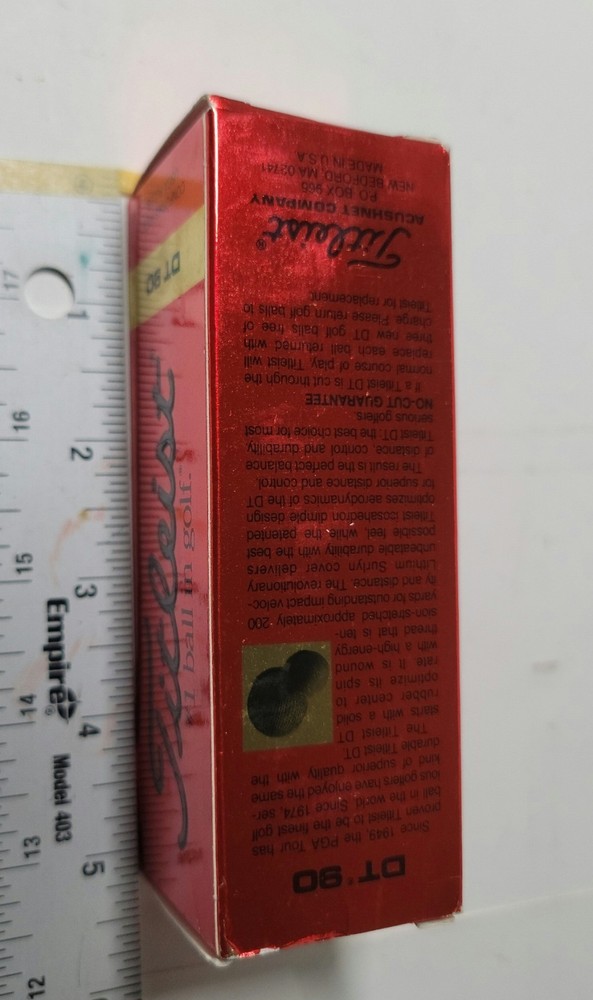 DT® 90
Since 1949, the PGA Tour has
proven Titleist to be the finest golf
ball in the world. Since 1974, ser-
ious golfers have enjoyed the same
kind of superior quality with the
durable Titleist DT.
The Titleist DT
starts with a solid
rubber center to
optimize its spin
rate. It is wound
with a high-energy
thread that is ten-
sion-stretched approximately 200
yards for outstanding impact veloc-
ity and distance. The revolutionary
Lithium Surlyn cover delivers
unbeatable durability with the best
possible feel, while the patented
Titleist icosahedron dimple design
optimizes aerodynamics of the DT
for superior distance and control.
The result is the perfect balance
of distance, control and durability.
Titleist DT: the best choice for most
serious golfers.
NO-CUT GUARANTEE
If a Titleist DT is cut through the
normal course of play, Titleist will
replace each ball returned with
three new DT golf balls free of
charge. Please return golf balls to
Titleist for replacement.
Titleist®
ACUSHNET COMPANY
P.O. BOX 965
NEW BEDFORD, MA 02741
MADE IN U.S.A.
DT 90
Titleist
#1 ball in golf.
1
2
3
4
5
Empire
Model 403
17
16
15
14
13
12